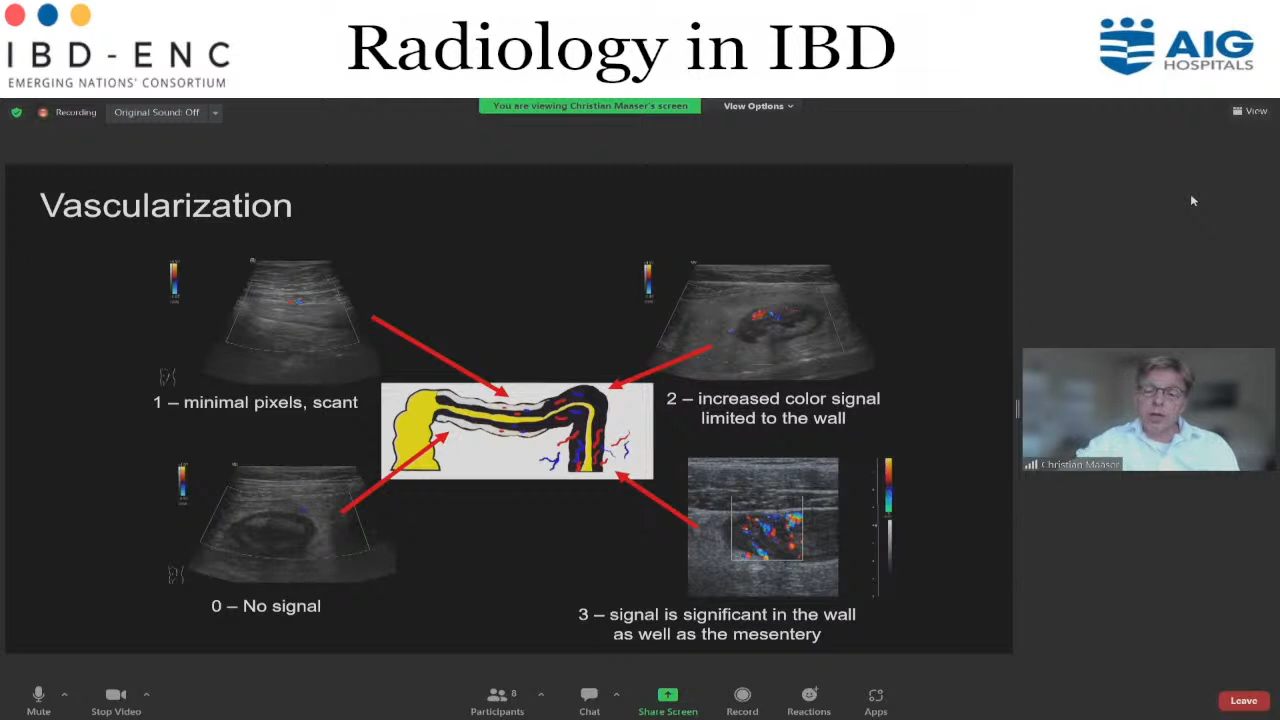 IBD-ENC
EMERGING NATIONS' CONSORTIUM
Radiology in IBD
AIG
HOSPITALS
Recording
Original Sound: Off
You are viewing Christian Maaser's screen
View Options
View
Vascularization
1 – minimal pixels, scant
2 – increased color signal
limited to the wall
0 – No signal
3 – signal is significant in the wall
as well as the mesentery
Christian Maaser
Mute
Stop Video
8
Participants
Chat
Share Screen
Record
Reactions
Apps
Leave